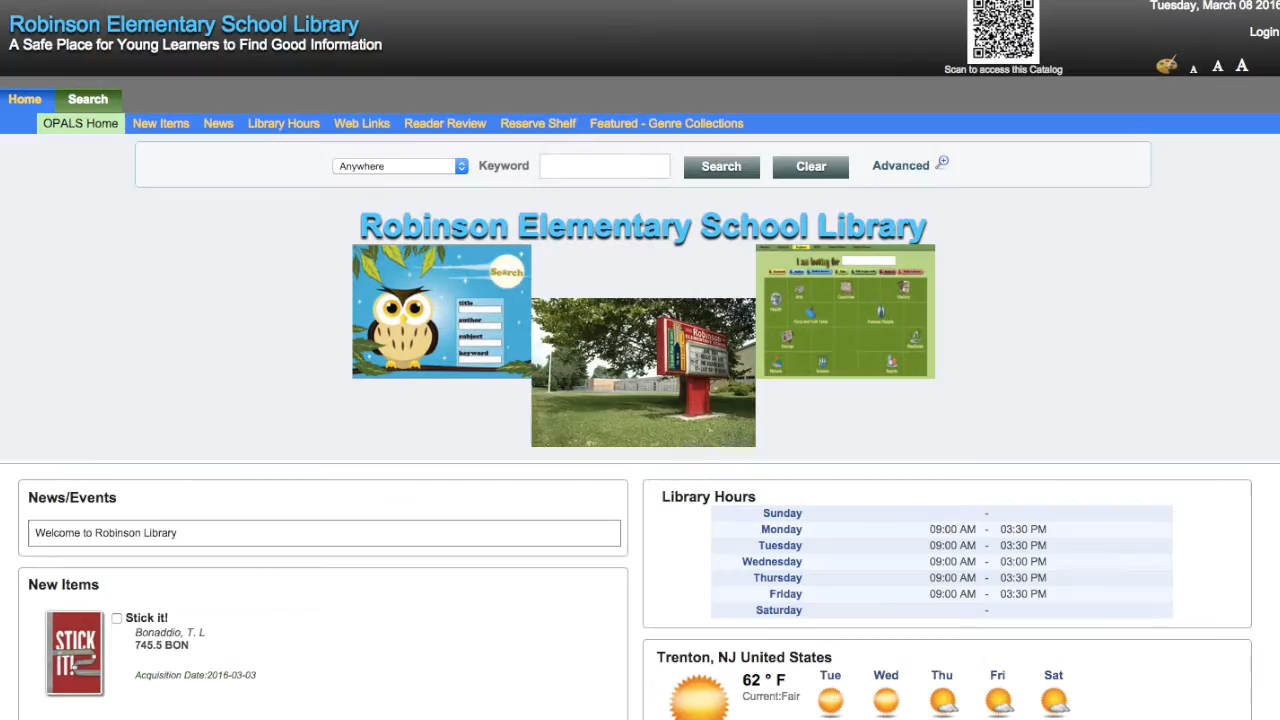 Robinson Elementary School Library
A Safe Place for Young Learners to Find Good Information
Tuesday, March 08 2016
Login
Scan to access this Catalog
A A A
Home Search
OPALS Home New Items News Library Hours Web Links Reader Review Reserve Shelf Featured - Genre Collections
Anywhere Keyword Search Clear Advanced
Robinson Elementary School Library
Search
title
author
subject
keyword
I am looking for
Robinson
News/Events
Welcome to Robinson Library
New Items
STICK IT!
Stick it!
Bonaddio, T. L
745.5 BON
Acquisition Date:2016-03-03
Library Hours
Sunday -
Monday 09:00 AM - 03:30 PM
Tuesday 09:00 AM - 03:30 PM
Wednesday 09:00 AM - 03:00 PM
Thursday 09:00 AM - 03:30 PM
Friday 09:00 AM - 03:30 PM
Saturday -
Trenton, NJ United States
62 ° F
Current:Fair
Tue Wed Thu Fri Sat